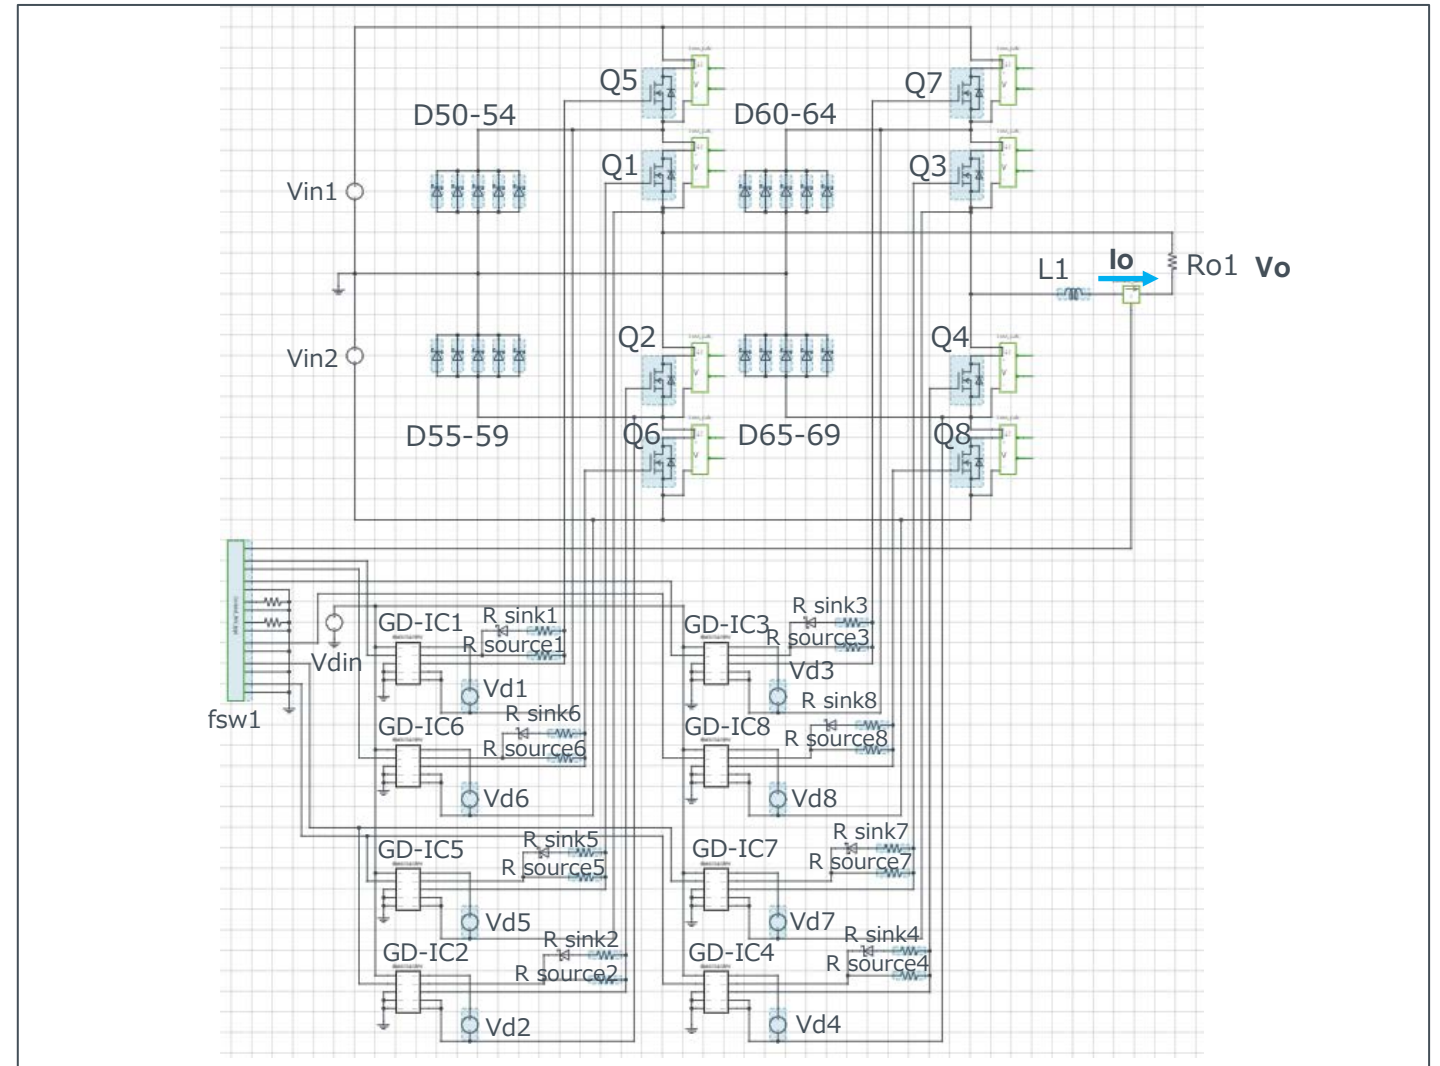 Q5
Q7
D50-54
D60-64
Q1
Q3
Vin1
L1
Io
Ro1
Vo
Q2
Q4
Vin2
D55-59
Q6
D65-69
Q8
fsw1
Vdin
GD-IC1
R sink1
R source1
GD-IC3
R sink3
R source3
Vd1
Vd3
GD-IC6
R sink6
R source6
GD-IC8
R sink8
R source8
Vd6
Vd8
GD-IC5
R sink5
R source5
GD-IC7
R sink7
R source7
Vd5
Vd7
GD-IC2
R sink2
R source2
GD-IC4
R sink4
R source4
Vd2
Vd4